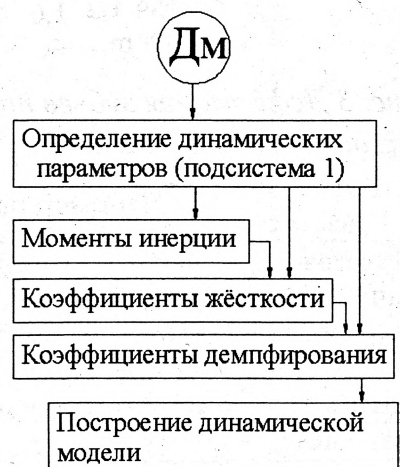 Дм
Определение динамических
параметров (подсистема 1)
Моменты инерции
Коэффициенты жёсткости
Коэффициенты демпфирования
Построение динамической
модели